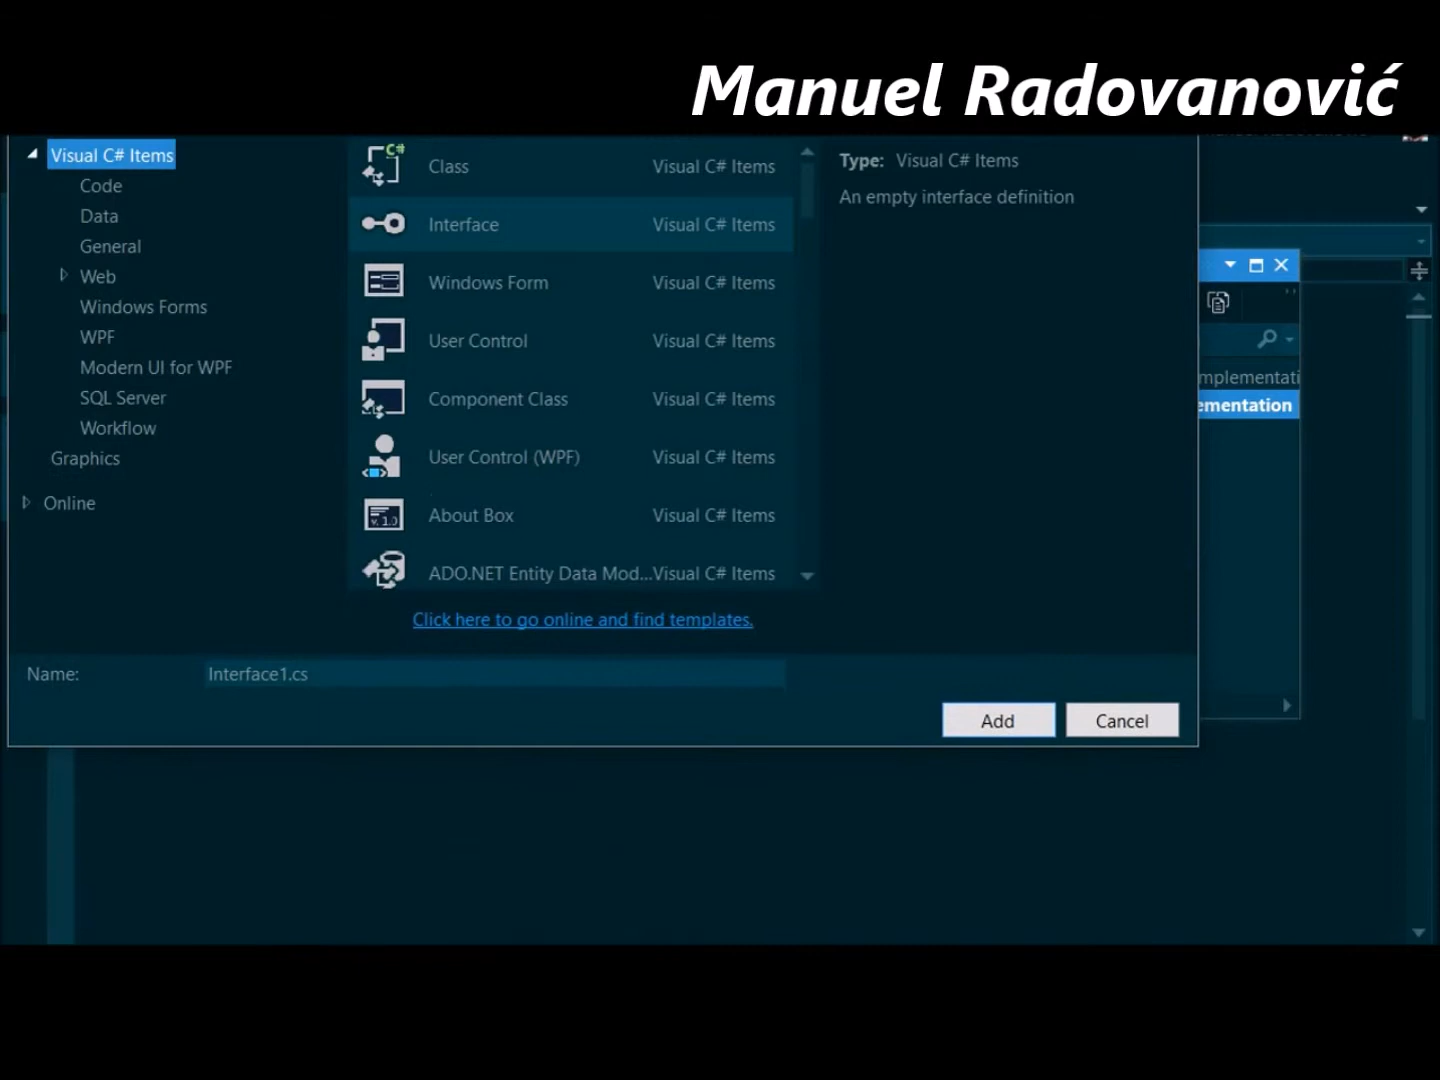 Manuel Radovanović
Visual C# Items
Code
Data
General
Web
Windows Forms
WPF
Modern UI for WPF
SQL Server
Workflow
Graphics
Online
Class Visual C# Items
Interface Visual C# Items
Windows Form Visual C# Items
User Control Visual C# Items
Component Class Visual C# Items
User Control (WPF) Visual C# Items
About Box Visual C# Items
ADO.NET Entity Data Mod...Visual C# Items
Click here to go online and find templates.
Type: Visual C# Items
An empty interface definition
mplementati
ementation
Name: Interface1.cs
Add Cancel